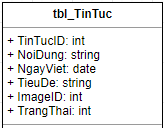 tbl_TinTuc
+ TinTucID: int
+ NoiDung: string
+ NgayViet: date
+ TieuDe: string
+ ImageID: int
+ TrangThai: int